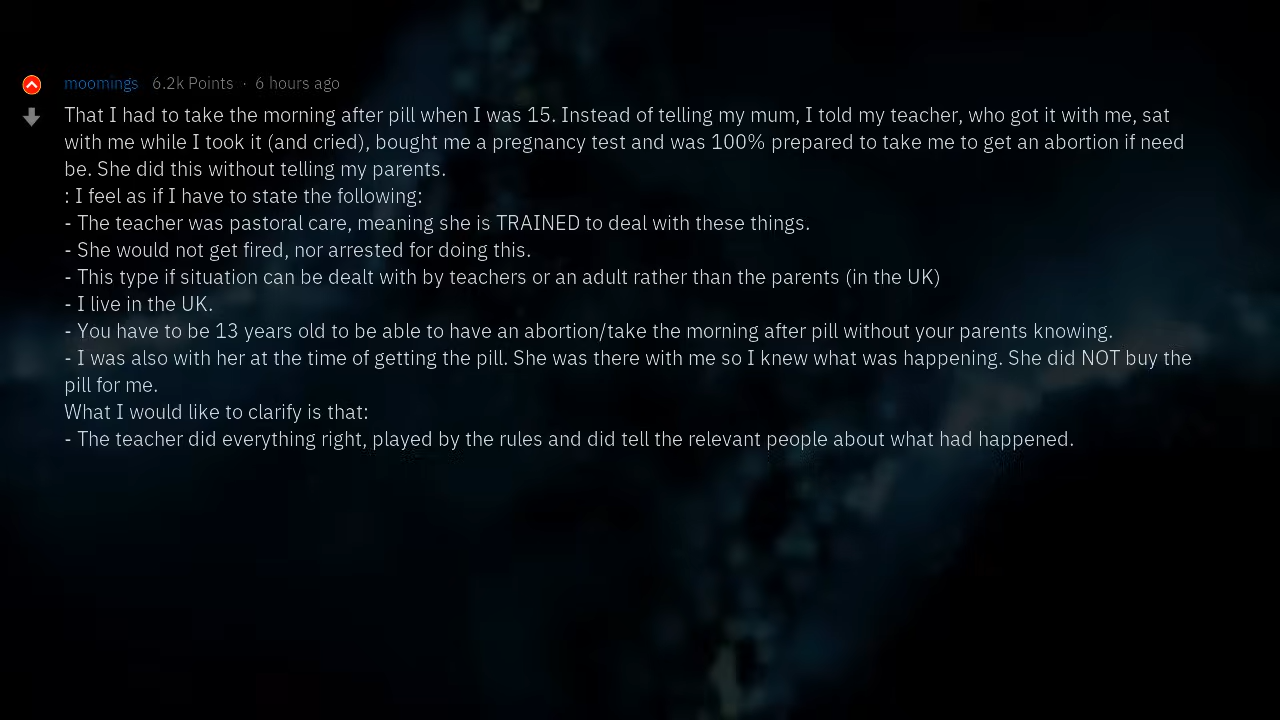 moomings 6.2k Points · 6 hours ago
That I had to take the morning after pill when I was 15. Instead of telling my mum, I told my teacher, who got it with me, sat
with me while I took it (and cried), bought me a pregnancy test and was 100% prepared to take me to get an abortion if need
be. She did this without telling my parents.
: I feel as if I have to state the following:
- The teacher was pastoral care, meaning she is TRAINED to deal with these things.
- She would not get fired, nor arrested for doing this.
- This type if situation can be dealt with by teachers or an adult rather than the parents (in the UK)
- I live in the UK.
- You have to be 13 years old to be able to have an abortion/take the morning after pill without your parents knowing.
- I was also with her at the time of getting the pill. She was there with me so I knew what was happening. She did NOT buy the
pill for me.
What I would like to clarify is that:
- The teacher did everything right, played by the rules and did tell the relevant people about what had happened.